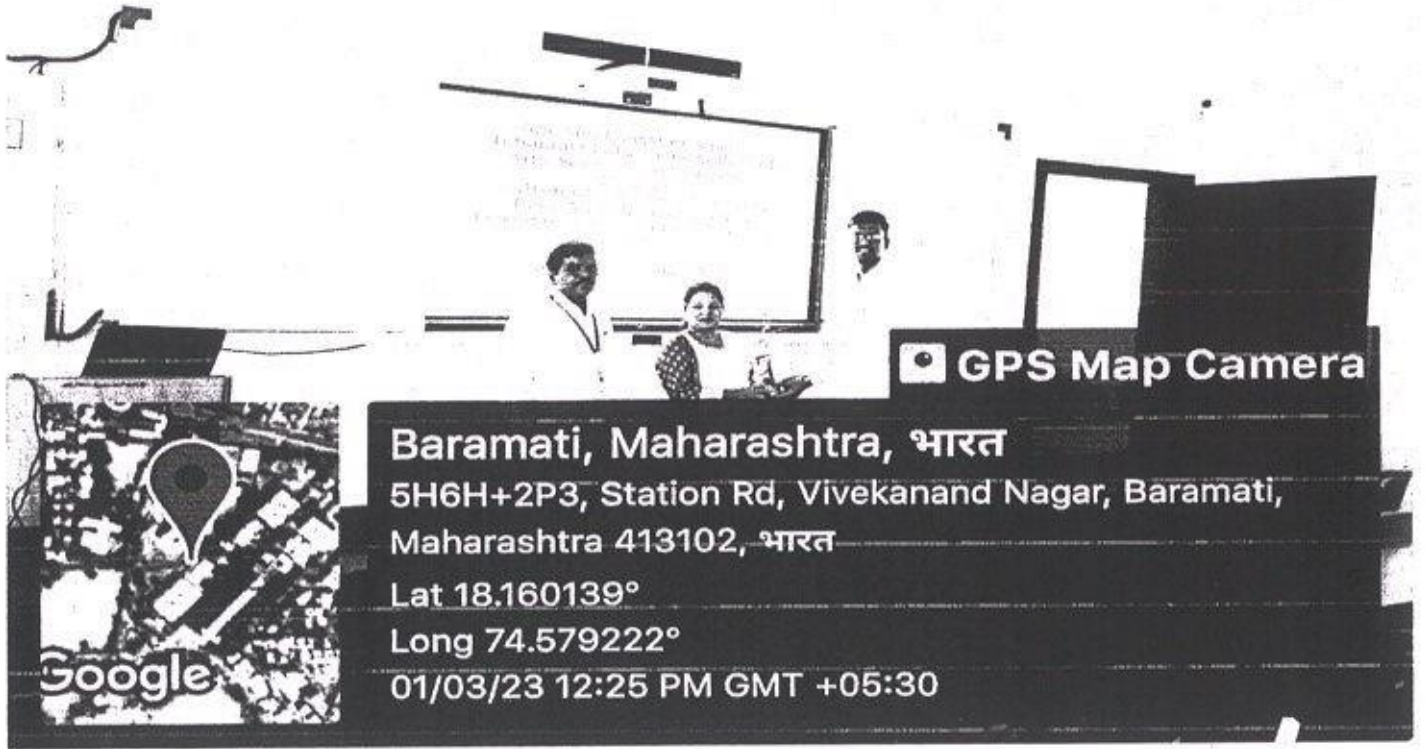 GPS Map Camera
Baramati, Maharashtra, भारत
5H6H+2P3, Station Rd, Vivekanand Nagar, Baramati,
Maharashtra 413102, भारत
Lat 18.160139°
Long 74.579222°
01/03/23 12:25 PM GMT +05:30
Google